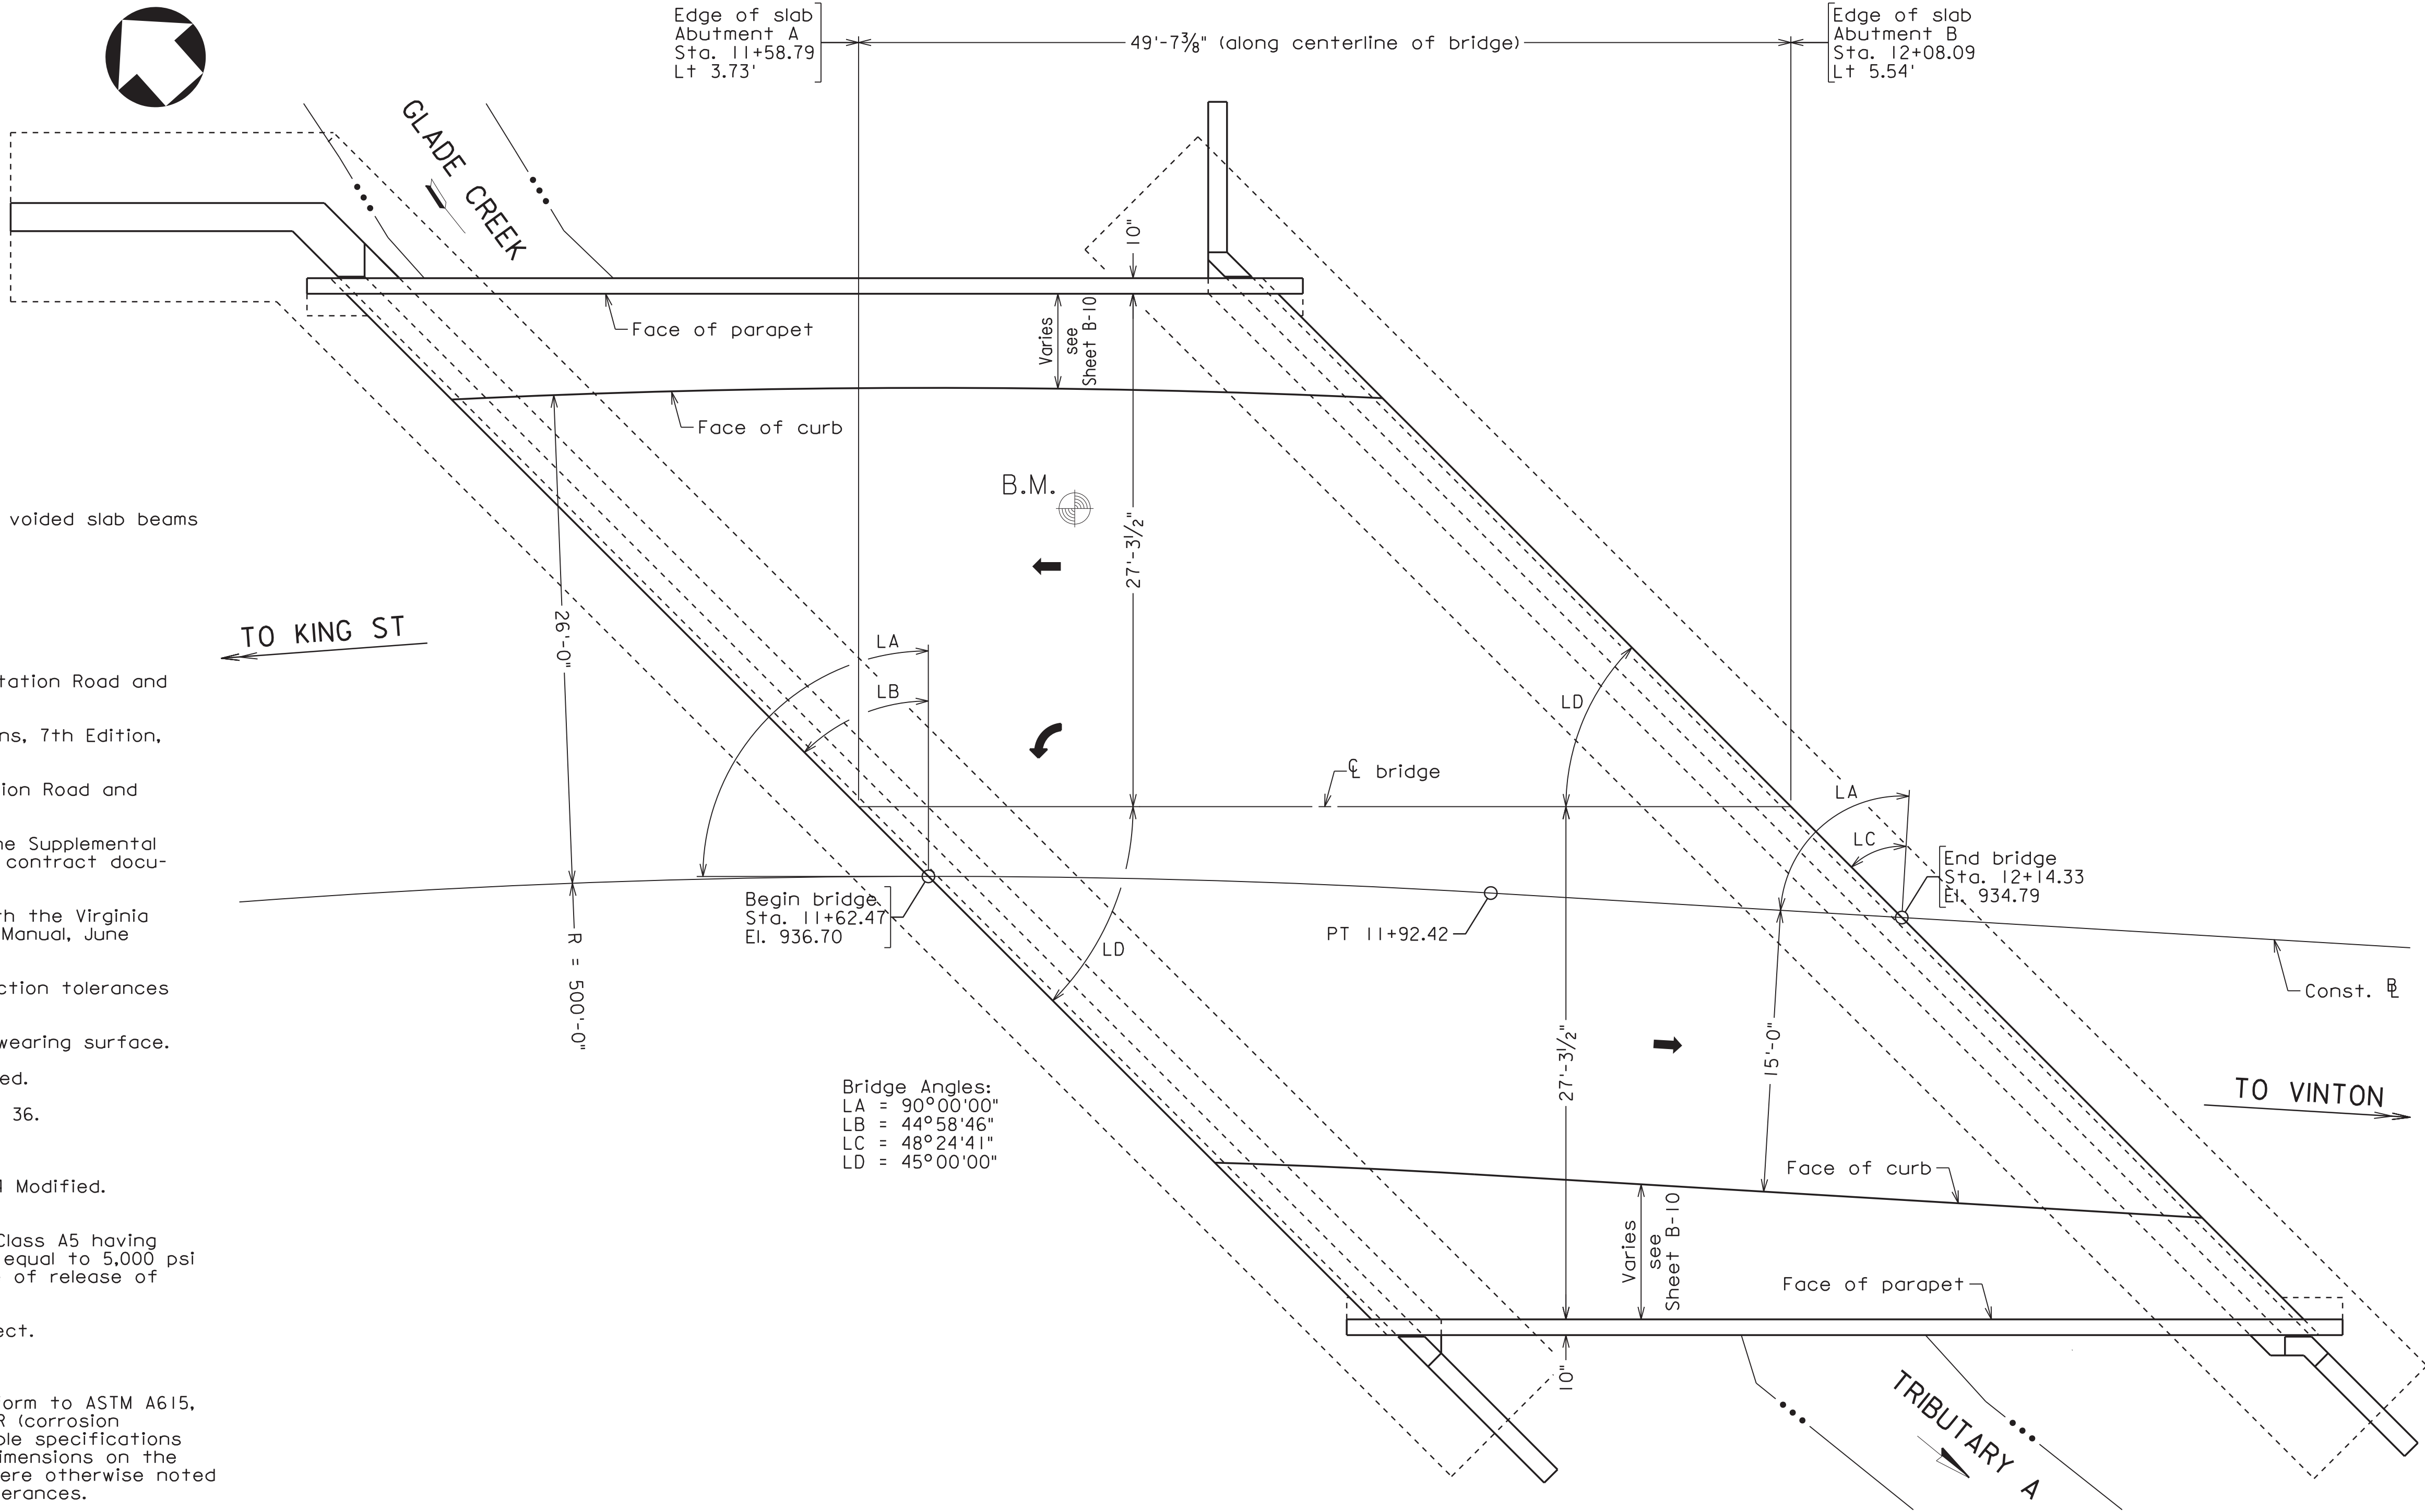 Edge of slab
Abutment A
Sta. 11+58.79
Lt 3.73'
49'-7⅜" (along centerline of bridge)
Edge of slab
Abutment B
Sta. 12+08.09
Lt 5.54'
GLADE CREEK
10"
Face of parapet
Varies
see
Sheet B-10
Face of curb
B.M.
27'-3½"
voided slab beams
26'-0"
TO KING ST
LA
LB
LD
tation Road and
ns, 7th Edition,
℄ bridge
ion Road and
LA
LC
ne Supplemental
contract docu-
End bridge
Sta. 12+14.33
El. 934.79
Begin bridge
Sta. 11+62.47
El. 936.70
th the Virginia
Manual, June
PT 11+92.42
LD
R = 500'-0"
ction tolerances
Const. BL
wearing surface.
15'-0"
27'-3½"
ed.
36.
Bridge Angles:
LA = 90°00'00"
LB = 44°58'46"
LC = 48°24'41"
LD = 45°00'00"
TO VINTON
Modified.
Face of curb
Class A5 having
equal to 5,000 psi
of release of
Varies
see
Sheet B-10
Face of parapet
ect.
10"
form to ASTM A615,
R (corrosion
ble specifications
dimensions on the
ere otherwise noted
erances.
TRIBUTARY A